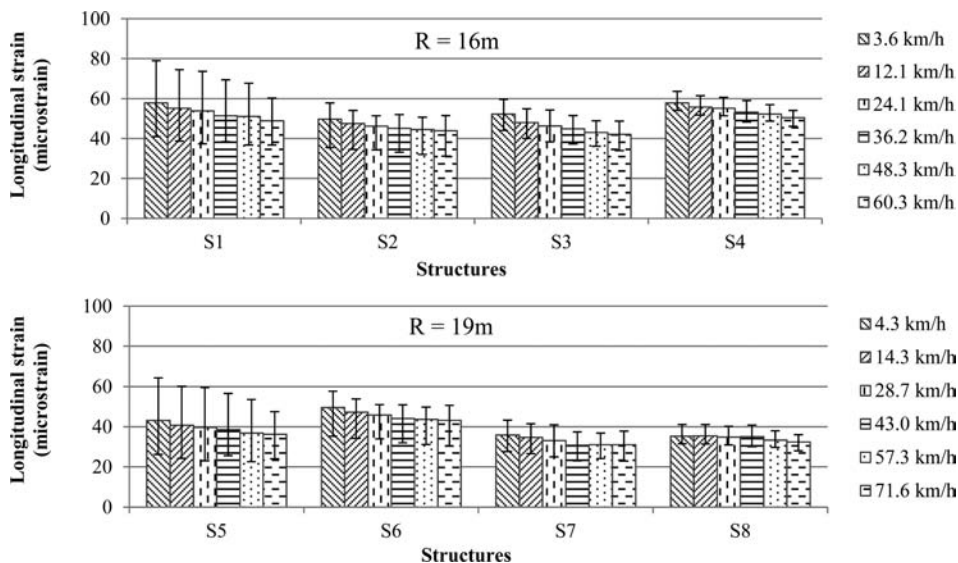 R = 16m
Longitudinal strain
(microstrain)
100
80
60
40
20
0
S1 S2 S3 S4
Structures
3.6 km/h
12.1 km/h
24.1 km/h
36.2 km/h
48.3 km/h
60.3 km/h
R = 19m
Longitudinal strain
(microstrain)
100
80
60
40
20
0
S5 S6 S7 S8
Structures
4.3 km/h
14.3 km/h
28.7 km/h
43.0 km/h
57.3 km/h
71.6 km/h